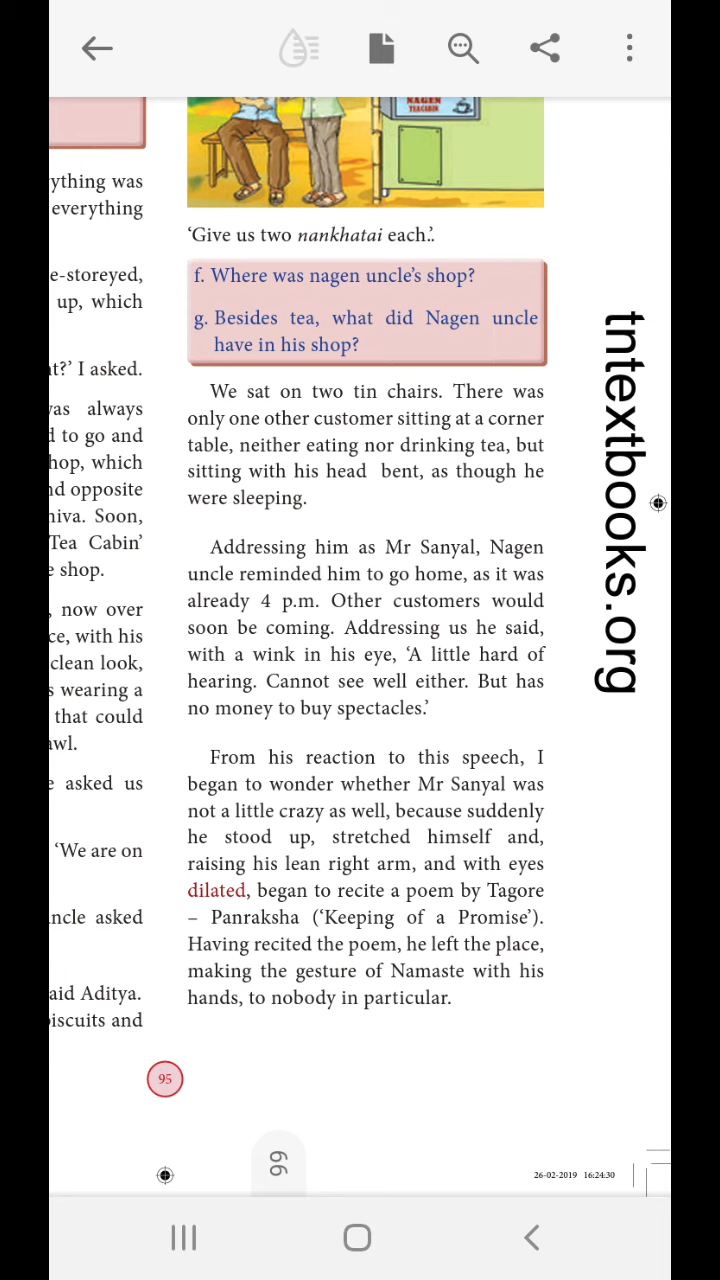 NAGEN
TEA CABIN
ything was
everything
e-storeyed,
up, which
t?' I asked.
as always
d to go and
hop, which
nd opposite
niva. Soon,
Tea Cabin'
e shop.
, now over
ce, with his
clean look,
s wearing a
that could
awl.
e asked us
'We are on
ncle asked
aid Aditya.
biscuits and
'Give us two nankhatai each.'.
f. Where was nagen uncle's shop?
g. Besides tea, what did Nagen uncle
have in his shop?
We sat on two tin chairs. There was
only one other customer sitting at a corner
table, neither eating nor drinking tea, but
sitting with his head bent, as though he
were sleeping.
Addressing him as Mr Sanyal, Nagen
uncle reminded him to go home, as it was
already 4 p.m. Other customers would
soon be coming. Addressing us he said,
with a wink in his eye, 'A little hard of
hearing. Cannot see well either. But has
no money to buy spectacles.'
From his reaction to this speech, I
began to wonder whether Mr Sanyal was
not a little crazy as well, because suddenly
he stood up, stretched himself and,
raising his lean right arm, and with eyes
dilated, began to recite a poem by Tagore
– Panraksha ('Keeping of a Promise').
Having recited the poem, he left the place,
making the gesture of Namaste with his
hands, to nobody in particular.
95
99
26-02-2019 16:24:30
tntextbooks.org